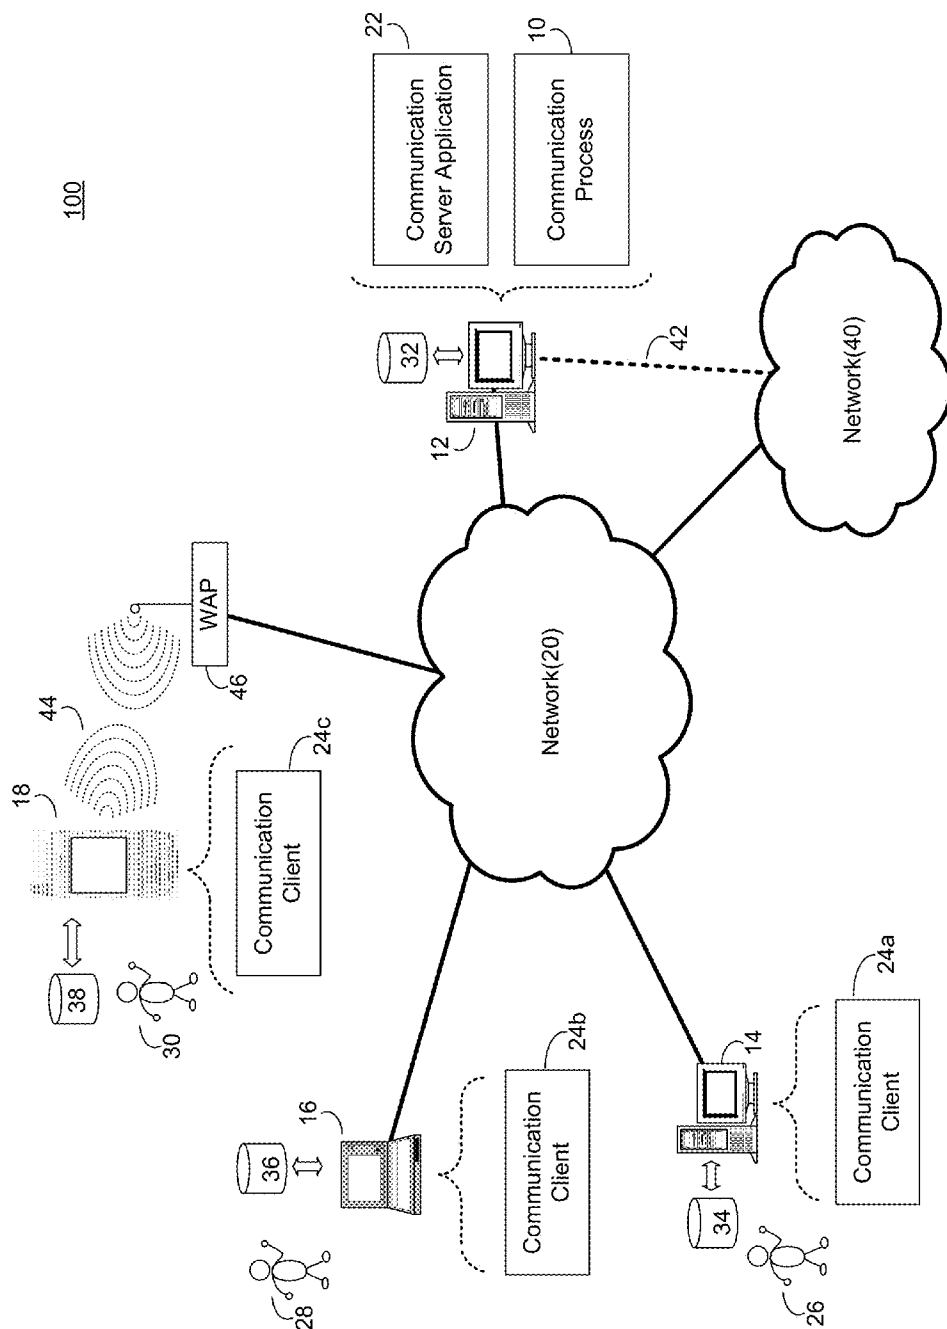 100
22
Communication
Server Application
10
Communication
Process
32
12
42
Network(40)
Network(20)
WAP
46
44
18
24c
Communication
Client
38
30
16
36
28
24b
Communication
Client
14
34
26
24a
Communication
Client